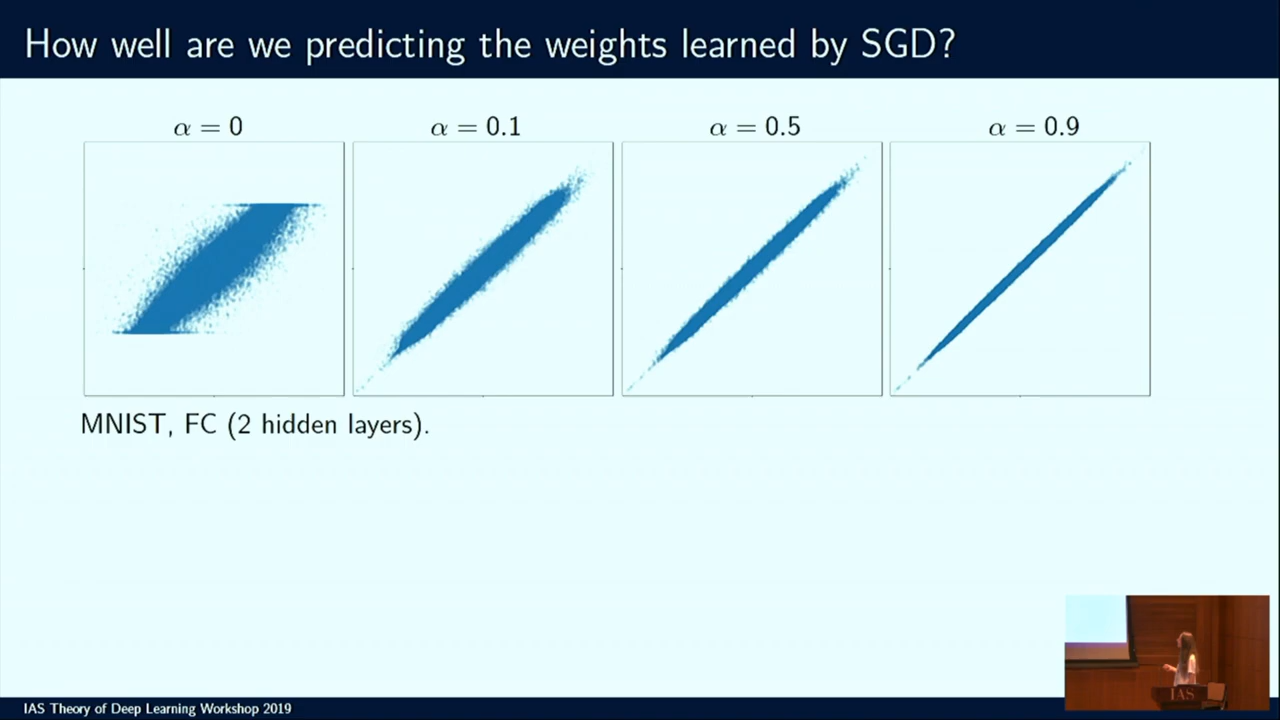 How well are we predicting the weights learned by SGD?
α = 0
α = 0.1
α = 0.5
α = 0.9
MNIST, FC (2 hidden layers).
IAS
IAS Theory of Deep Learning Workshop 2019